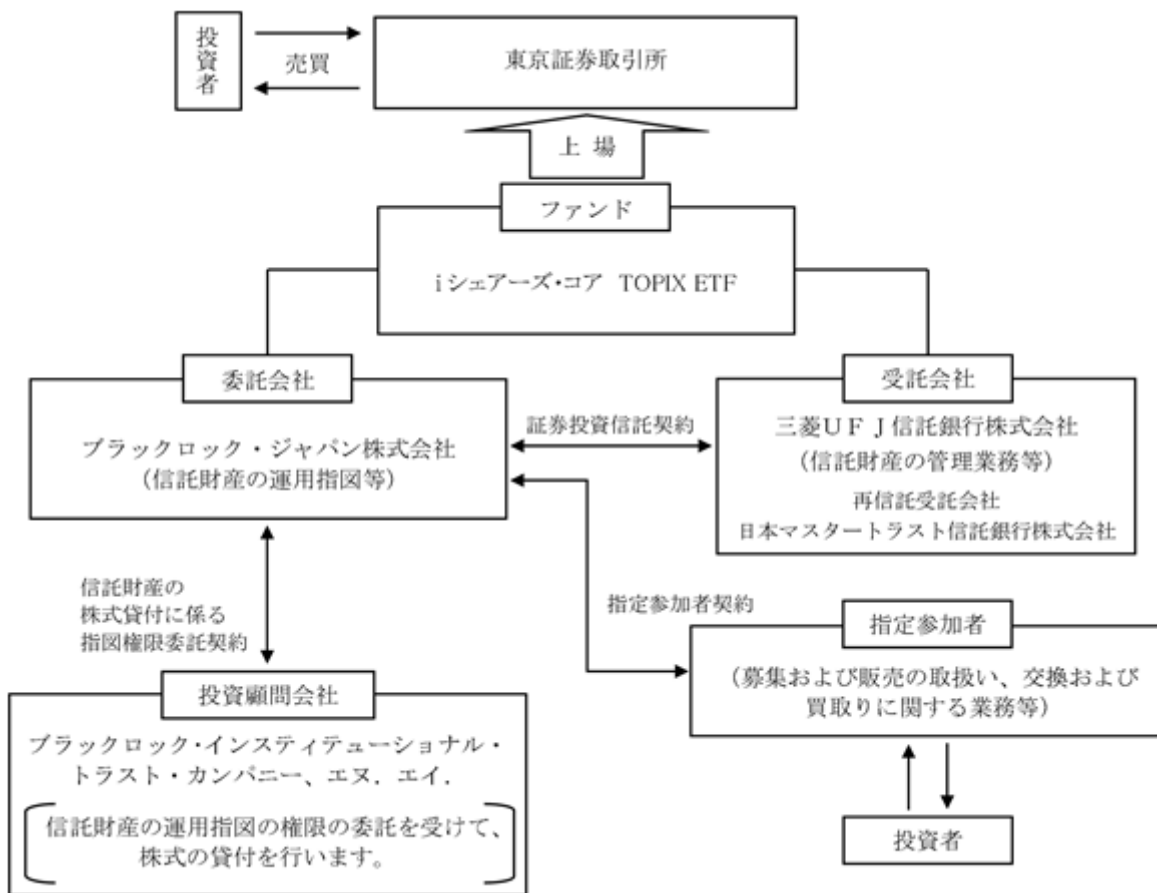 投資者
売買
東京証券取引所
上 場
ファンド
iシェアーズ・コア TOPIX ETF
委託会社
ブラックロック・ジャパン株式会社
（信託財産の運用指図等）
証券投資信託契約
受託会社
三菱ＵＦＪ信託銀行株式会社
（信託財産の管理業務等）
再信託受託会社
日本マスタートラスト信託銀行株式会社
信託財産の
株式貸付に係る
指図権限委託契約
指定参加者契約
指定参加者
（募集および販売の取扱い、交換および
買取りに関する業務等）
投資顧問会社
ブラックロック・インスティテューショナル・
トラスト・カンパニー、エヌ．エイ．
信託財産の運用指図の権限の委託を受けて、
株式の貸付を行います。
投資者